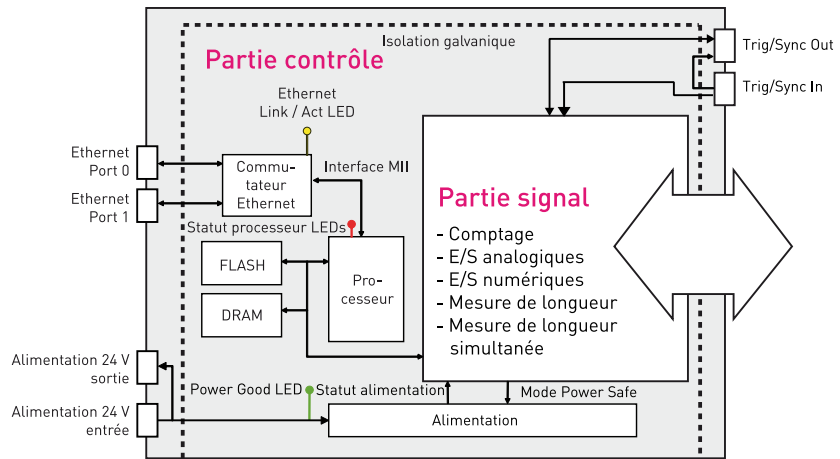 Isolation galvanique
Trig/Sync Out
Partie contrôle
Trig/Sync In
Ethernet
Link / Act LED
Ethernet
Port 0
Commu-
tateur
Ethernet
Interface MII
Ethernet
Port 1
Partie signal
- Comptage
- E/S analogiques
- E/S numériques
- Mesure de longueur
- Mesure de longueur
simultanée
Statut processeur LEDs
FLASH
Pro-
cesseur
DRAM
Alimentation 24 V
sortie
Power Good LED
Statut alimentation
Mode Power Safe
Alimentation 24 V
entrée
Alimentation